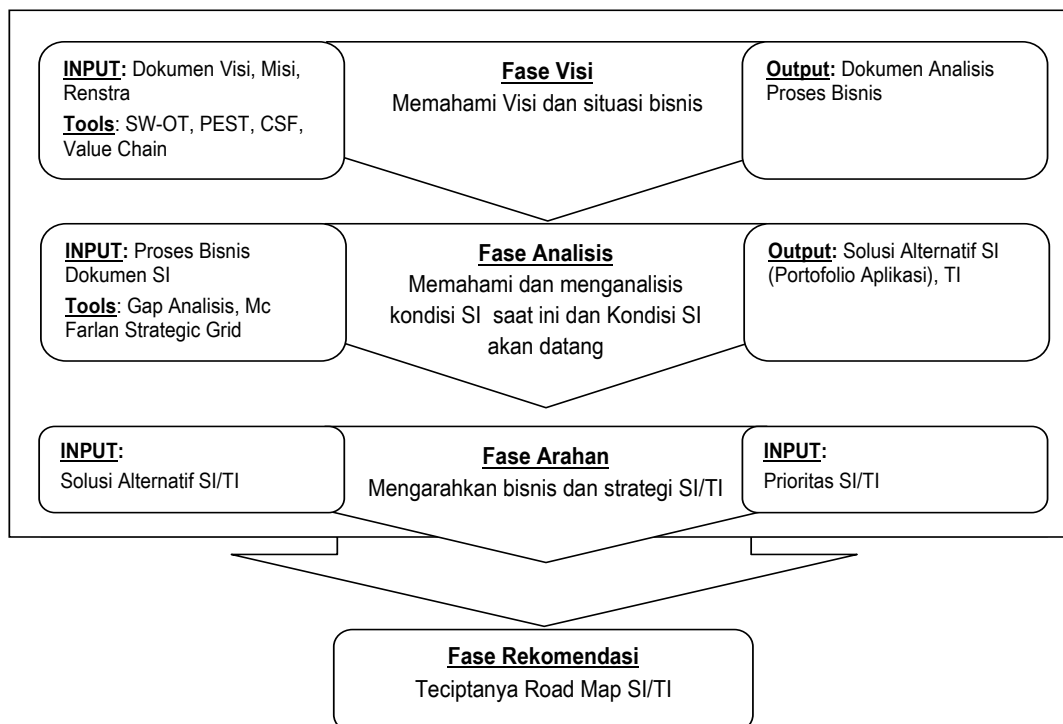 INPUT: Dokumen Visi, Misi,
Renstra
Tools: SW-OT, PEST, CSF,
Value Chain
Fase Visi
Memahami Visi dan situasi bisnis
Output: Dokumen Analisis
Proses Bisnis
INPUT: Proses Bisnis
Dokumen SI
Tools: Gap Analisis, Mc
Farlan Strategic Grid
Fase Analisis
Memahami dan menganalisis
kondisi SI saat ini dan Kondisi SI
akan datang
Output: Solusi Alternatif SI
(Portofolio Aplikasi), TI
INPUT:
Solusi Alternatif SI/TI
Fase Arahan
Mengarahkan bisnis dan strategi SI/TI
INPUT:
Prioritas SI/TI
Fase Rekomendasi
Teciptanya Road Map SI/TI